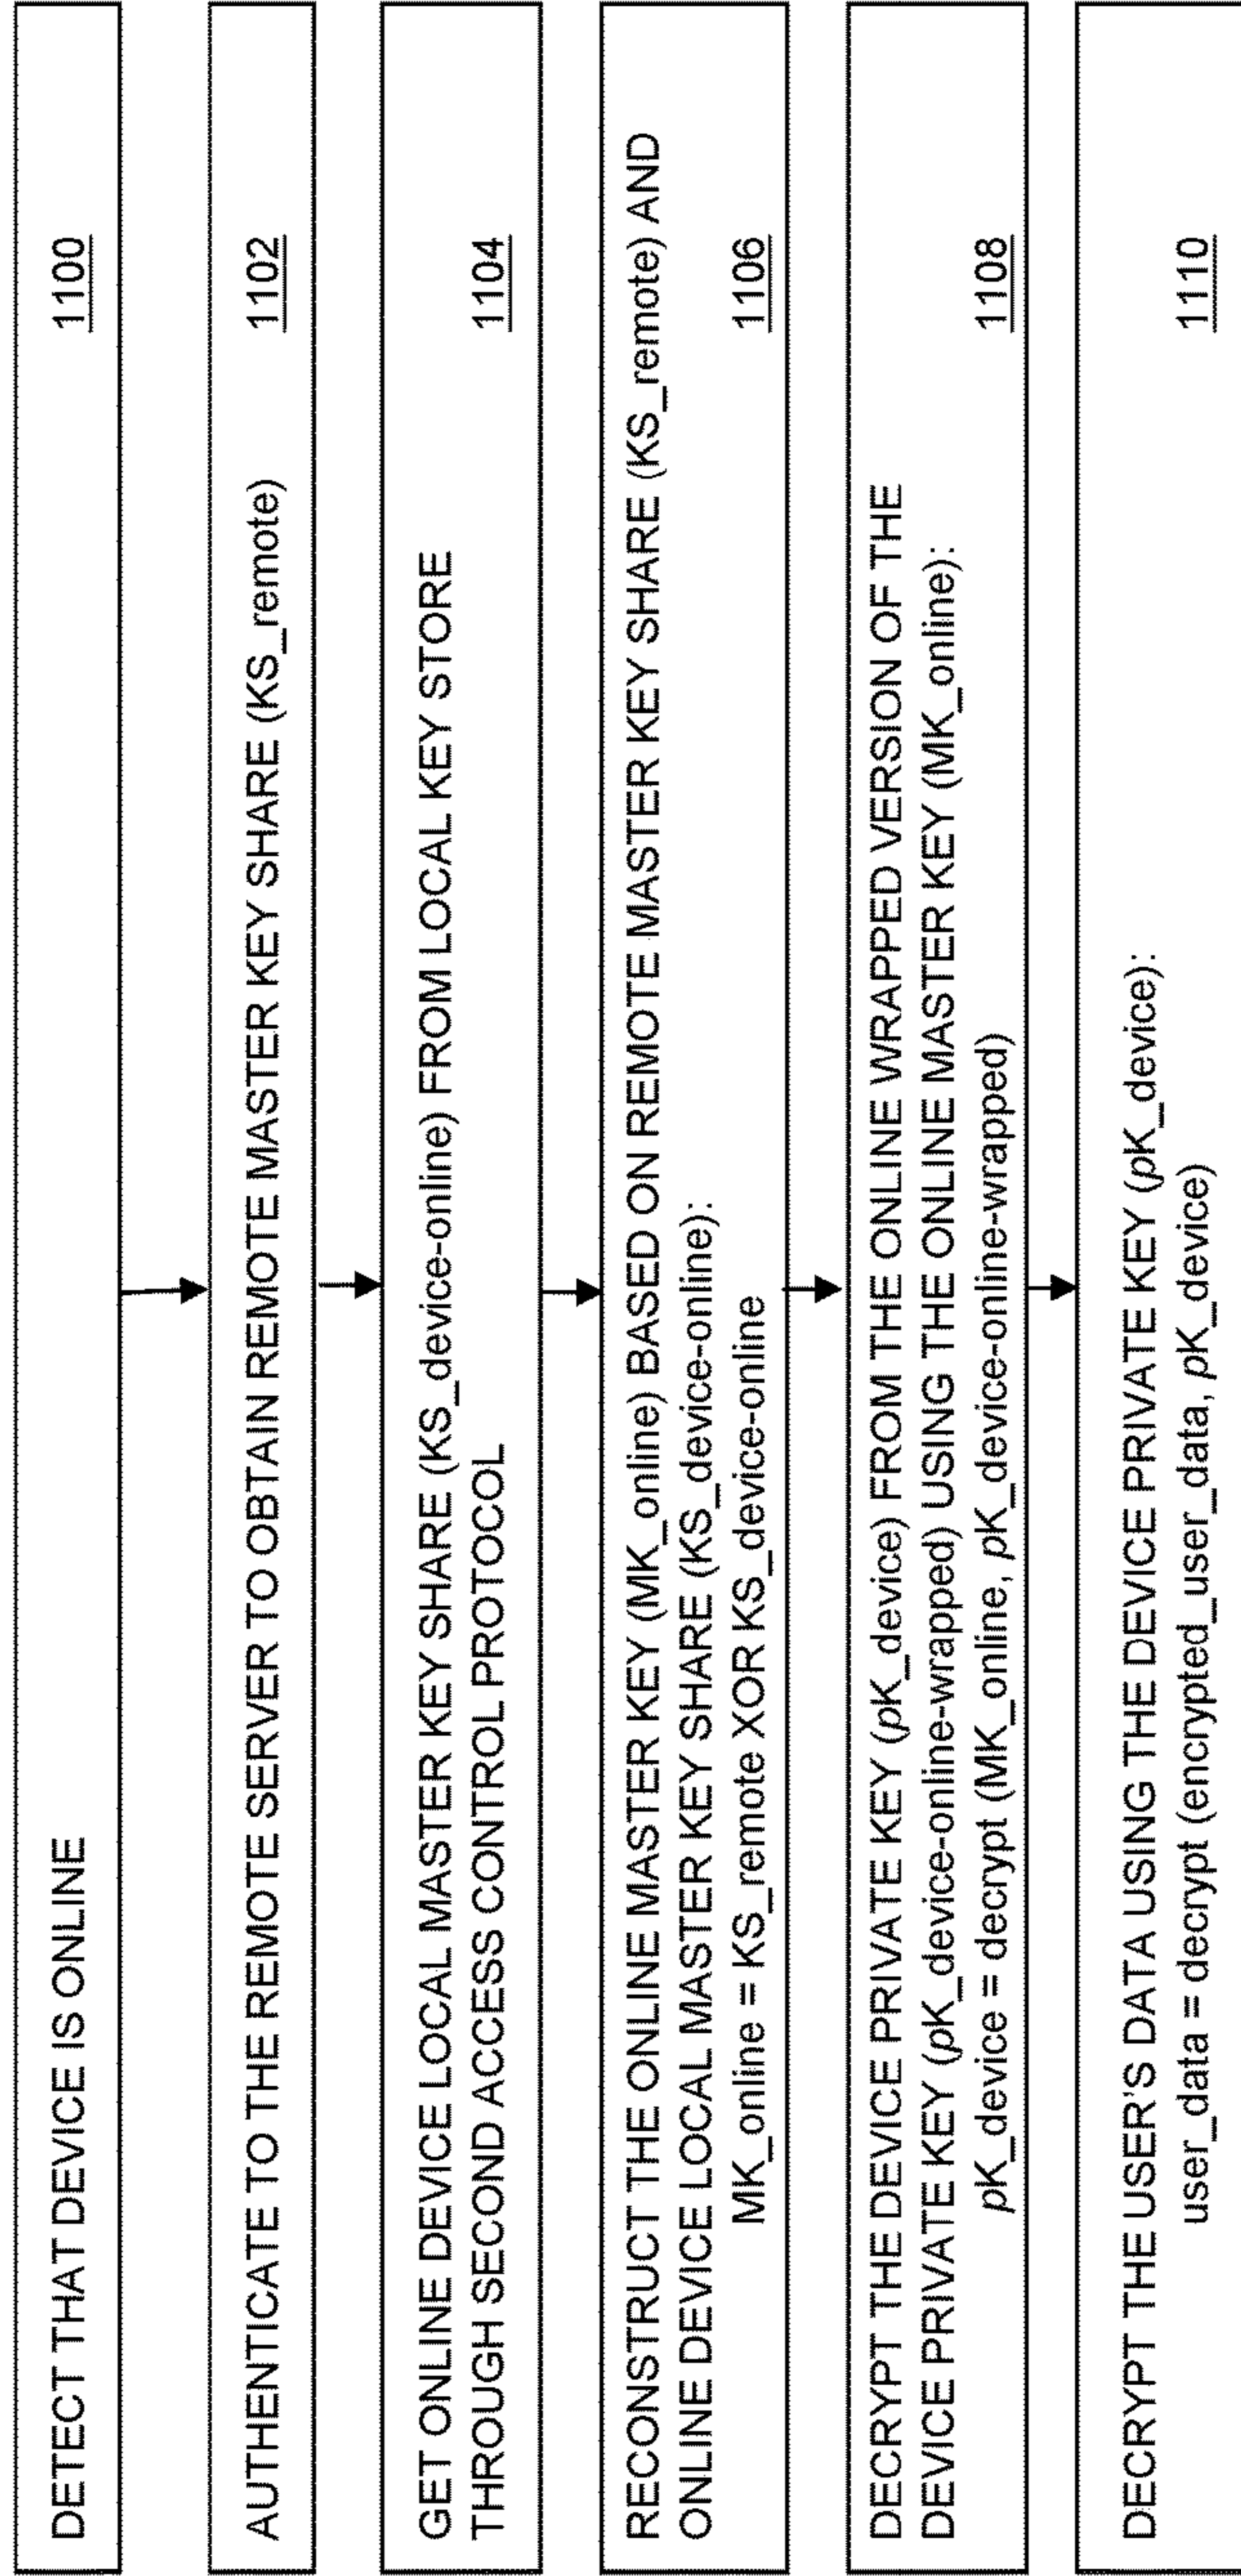 DETECT THAT DEVICE IS ONLINE
1100
AUTHENTICATE TO THE REMOTE SERVER TO OBTAIN REMOTE MASTER KEY SHARE (KS_remote)
1102
GET ONLINE DEVICE LOCAL MASTER KEY SHARE (KS_device-online) FROM LOCAL KEY STORE
THROUGH SECOND ACCESS CONTROL PROTOCOL
1104
RECONSTRUCT THE ONLINE MASTER KEY (MK_online) BASED ON REMOTE MASTER KEY SHARE (KS_remote) AND
ONLINE DEVICE LOCAL MASTER KEY SHARE (KS_device-online):
MK_online = KS_remote XOR KS_device-online
1106
DECRYPT THE DEVICE PRIVATE KEY (pK_device) FROM THE ONLINE WRAPPED VERSION OF THE
DEVICE PRIVATE KEY (pK_device-online-wrapped) USING THE ONLINE MASTER KEY (MK_online):
pK_device = decrypt (MK_online, pK_device-online-wrapped)
1108
DECRYPT THE USER'S DATA USING THE DEVICE PRIVATE KEY (pK_device):
user_data = decrypt (encrypted_user_data, pK_device)
1110